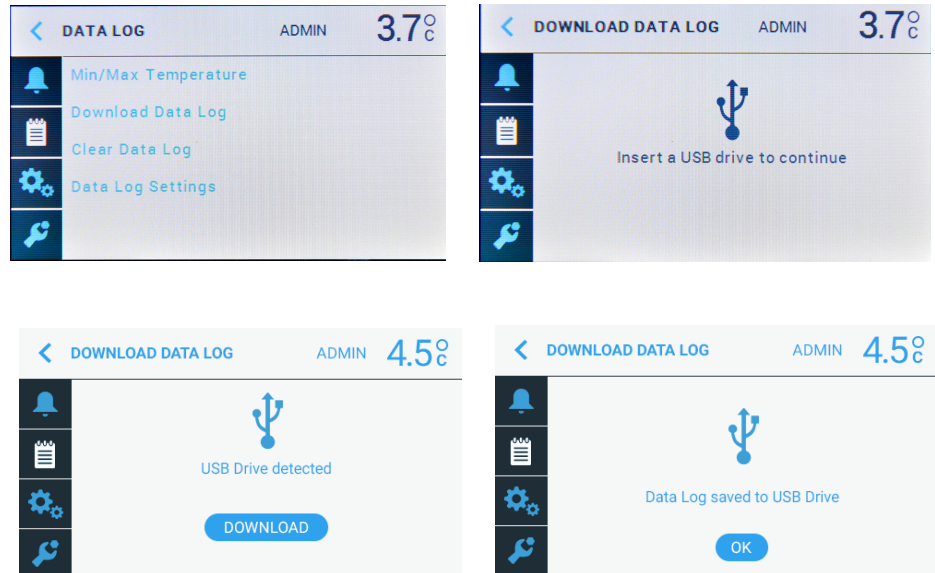 DATA LOG ADMIN 3.7°C
Min/Max Temperature
Download Data Log
Clear Data Log
Data Log Settings
DOWNLOAD DATA LOG ADMIN 3.7°C
Insert a USB drive to continue
DOWNLOAD DATA LOG ADMIN 4.5°C
USB Drive detected
DOWNLOAD
DOWNLOAD DATA LOG ADMIN 4.5°C
Data Log saved to USB Drive
OK